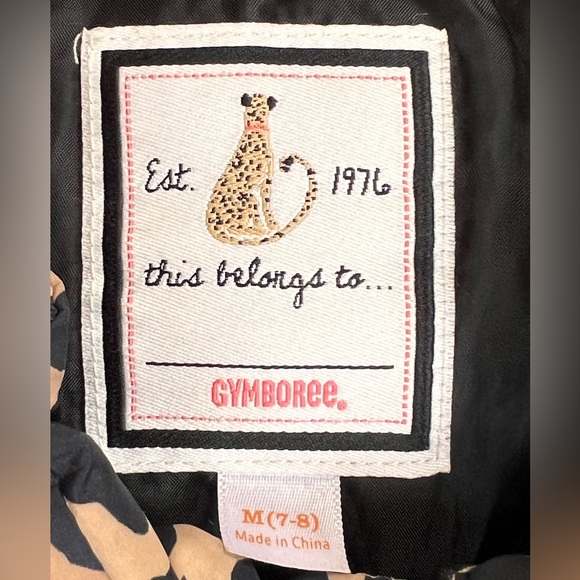 Est. 1976
this belongs to...
GYMBOREE.
M (7-8)
Made in China